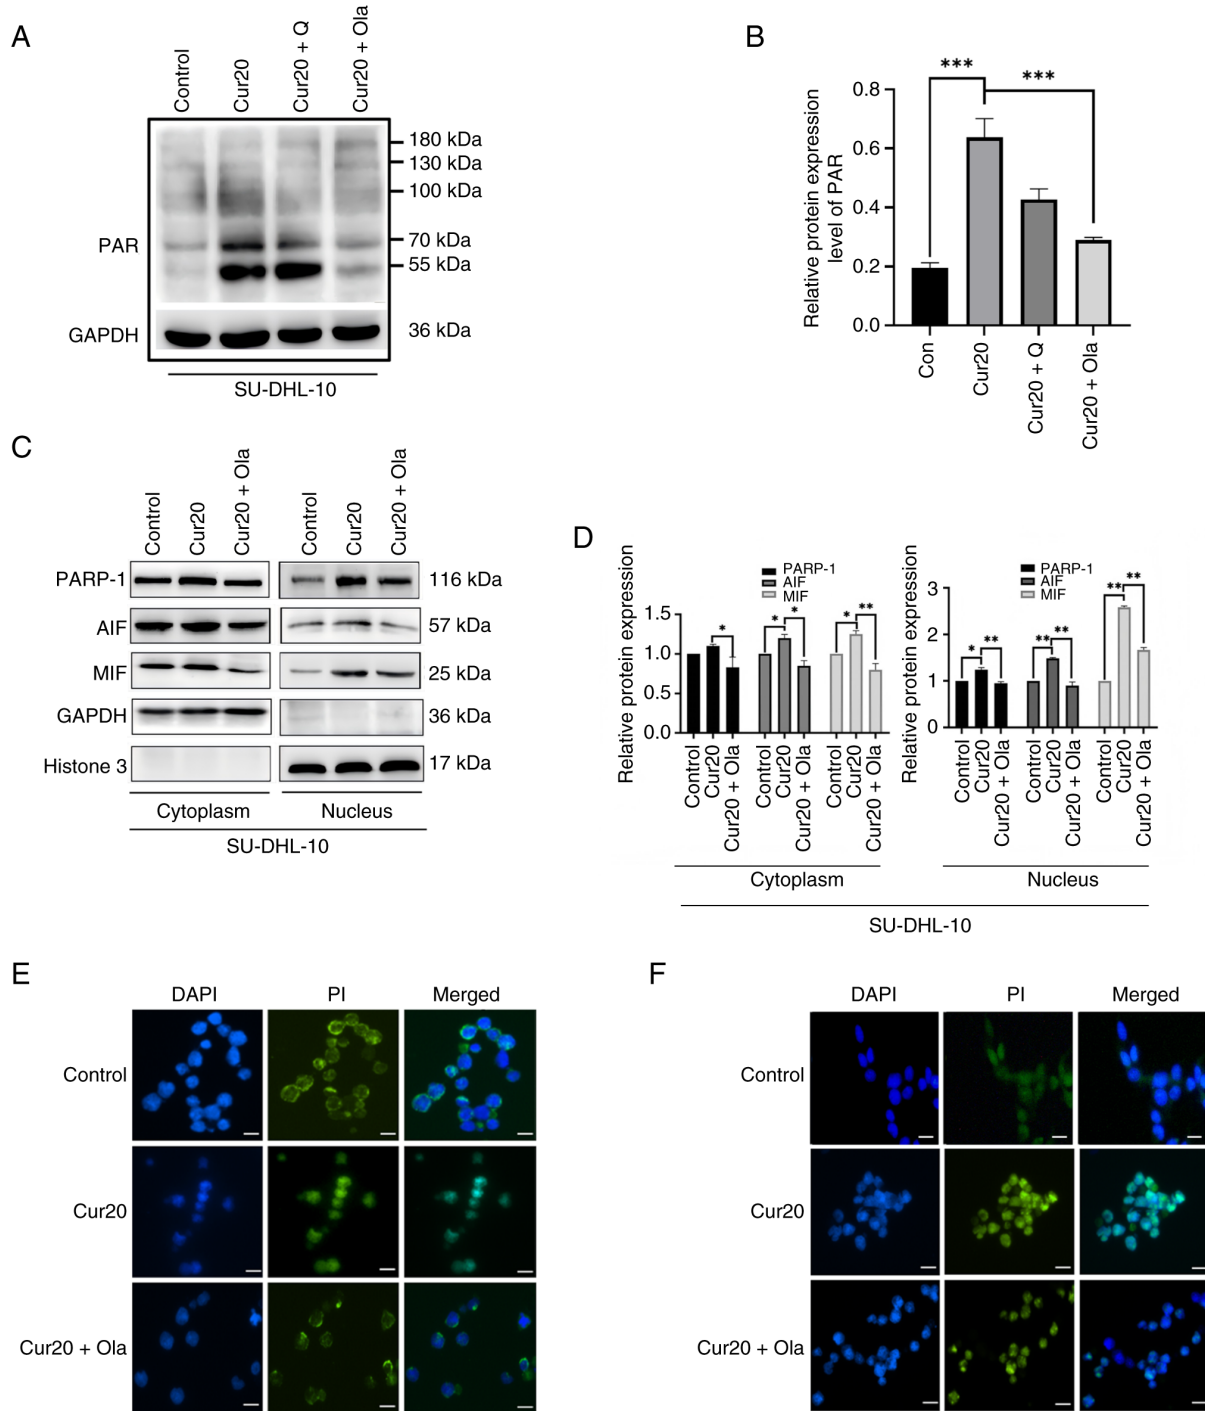 A
Control
Cur20
Cur20 + Q
Cur20 + Ola
180 kDa
130 kDa
100 kDa
PAR
70 kDa
55 kDa
GAPDH
36 kDa
SU-DHL-10
B
Relative protein expression
level of PAR
***
***
0.8
0.6
0.4
0.2
0.0
Con
Cur20
Cur20 + Q
Cur20 + Ola
C
Control
Cur20
Cur20 + Ola
Control
Cur20
Cur20 + Ola
PARP-1
116 kDa
AIF
57 kDa
MIF
25 kDa
GAPDH
36 kDa
Histone 3
17 kDa
Cytoplasm
Nucleus
SU-DHL-10
D
Relative protein expression
PARP-1
AIF
MIF
1.5
1.0
0.5
0.0
*
*
*
*
**
Control
Cur20
Cur20 + Ola
Control
Cur20
Cur20 + Ola
Control
Cur20
Cur20 + Ola
Cytoplasm
Relative protein expression
PARP-1
AIF
MIF
3
2
1
0
*
**
**
**
**
**
Control
Cur20
Cur20 + Ola
Control
Cur20
Cur20 + Ola
Control
Cur20
Cur20 + Ola
Nucleus
SU-DHL-10
E
DAPI
PI
Merged
Control
Cur20
Cur20 + Ola
F
DAPI
PI
Merged
Control
Cur20
Cur20 + Ola